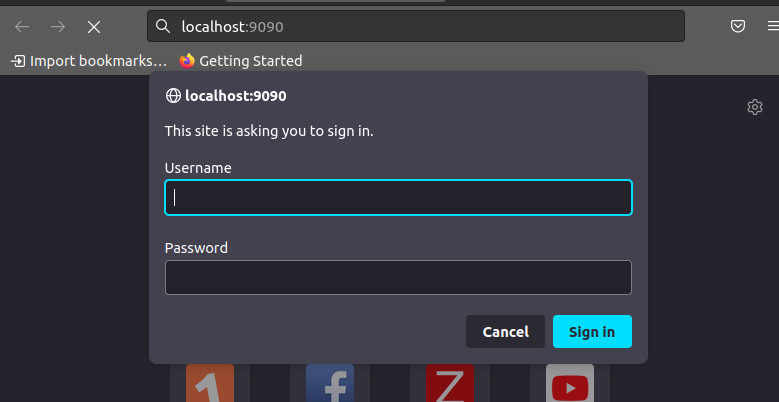 localhost:9090
Import bookmarks... Getting Started
localhost:9090
This site is asking you to sign in.
Username
Password
Cancel Sign in
1 f Z